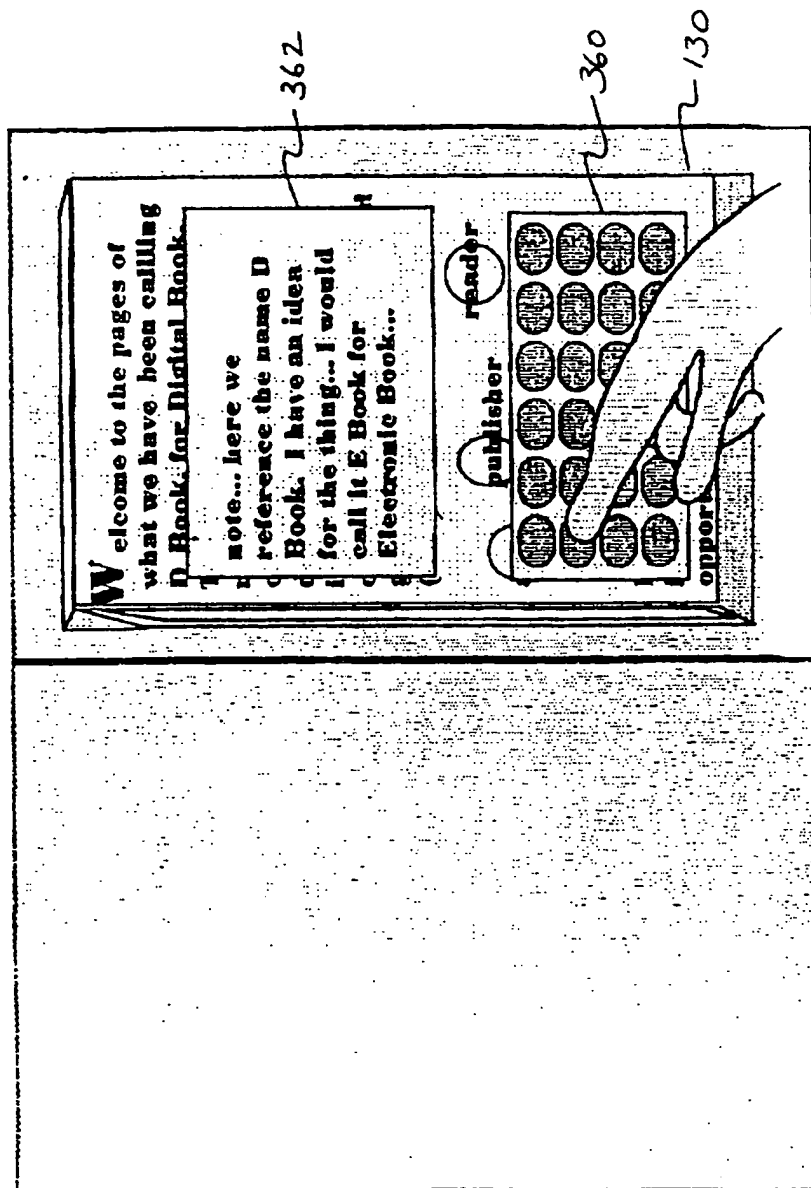 Welcome to the pages of
what we have been callling
D Book, for Digital Book.
note... here we
reference the name D
Book. I have an idea
for the thing... I would
call it E Book for
Electronic Book...
publisher
reader
opport
362
360
130